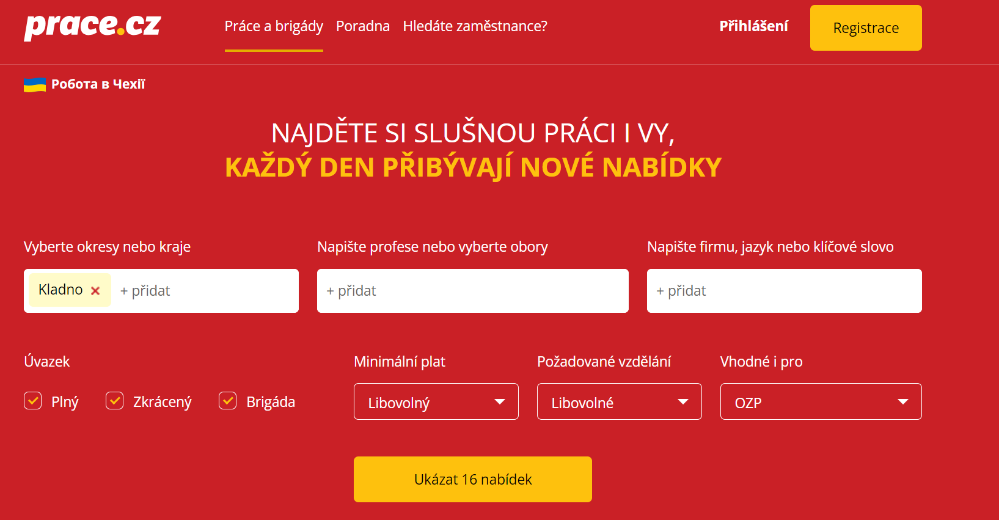 prace.cz
Práce a brigády Poradna Hledáte zaměstnance? Přihlášení Registrace
Робота в Чехії
NAJDĚTE SI SLUŠNOU PRÁCI I VY,
KAŽDÝ DEN PŘIBÝVAJÍ NOVÉ NABÍDKY
Vyberte okresy nebo kraje Napište profese nebo vyberte obory Napište firmu, jazyk nebo klíčové slovo
Kladno × + přidat + přidat + přidat
Úvazek Minimální plat Požadované vzdělání Vhodné i pro
Plný Zkrácený Brigáda Libovolný Libovolné OZP
Ukázat 16 nabídek